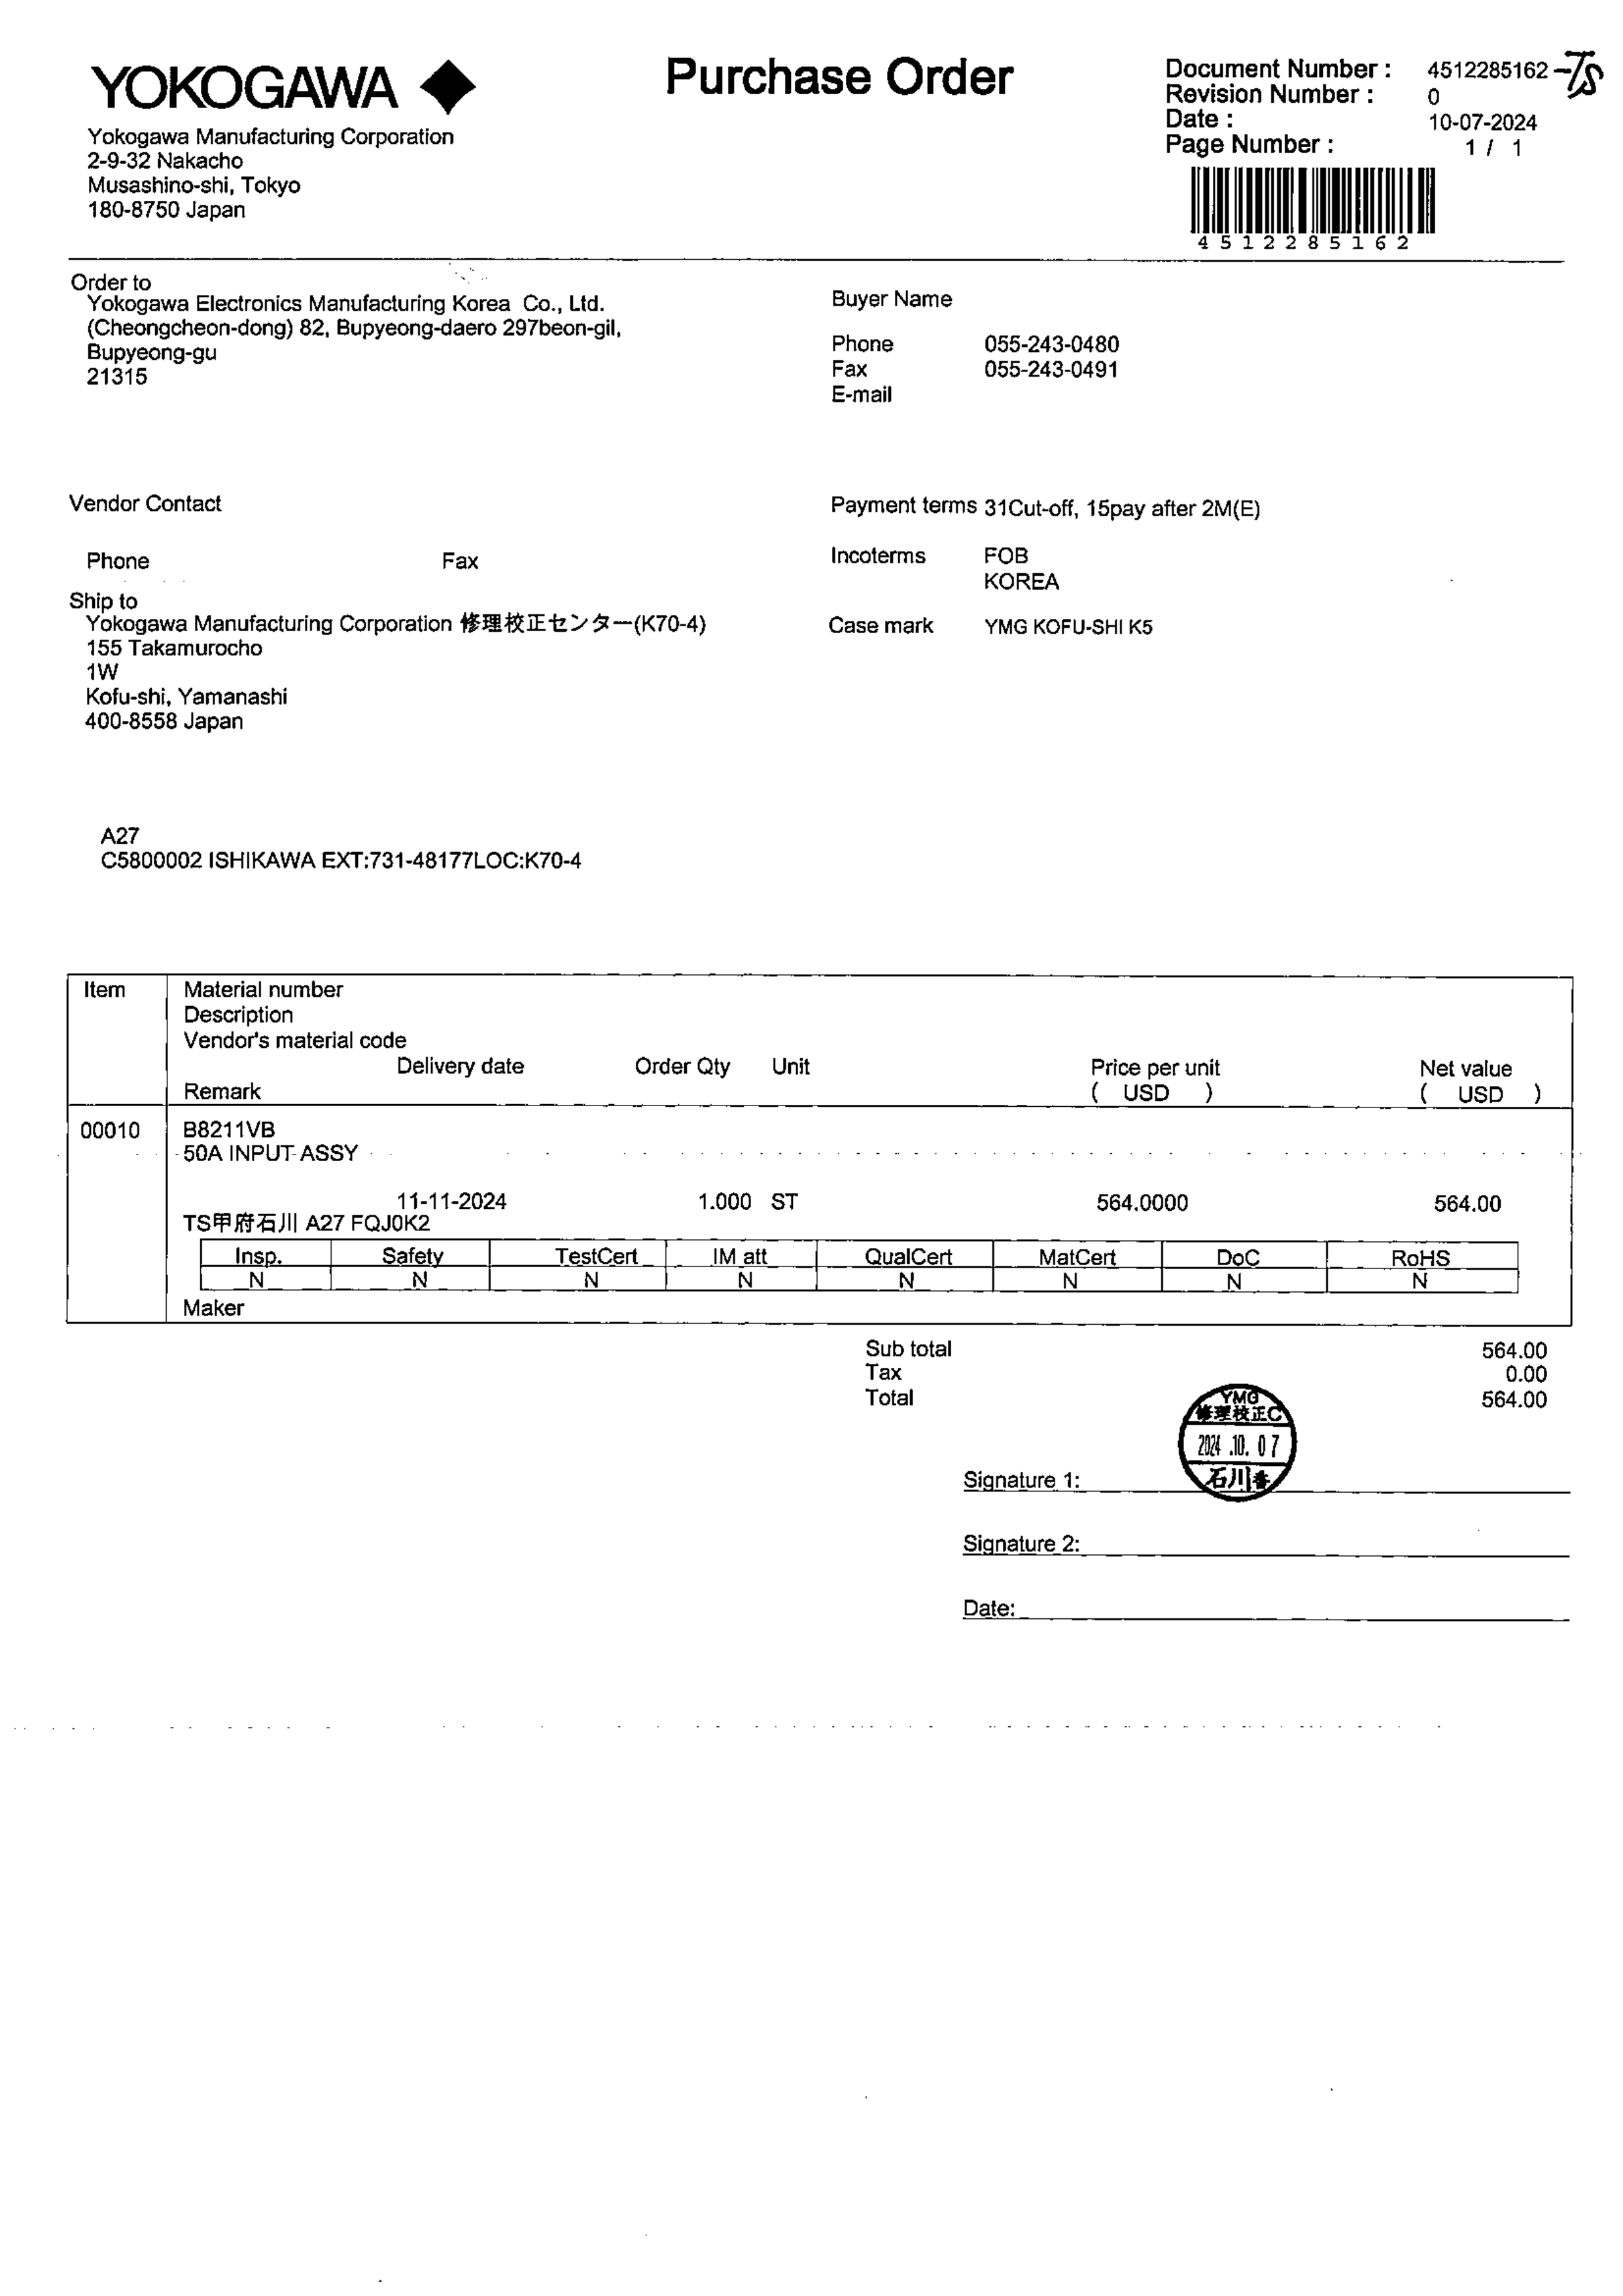 YOKOGAWA
Purchase Order
Document Number : 4512285162 -TS
Revision Number : 0
Date : 10-07-2024
Page Number : 1 / 1
4512285162
Yokogawa Manufacturing Corporation
2-9-32 Nakacho
Musashino-shi, Tokyo
180-8750 Japan
Order to
Yokogawa Electronics Manufacturing Korea Co., Ltd.
(Cheongcheon-dong) 82, Bupyeong-daero 297beon-gil,
Bupyeong-gu
21315
Buyer Name
Phone 055-243-0480
Fax 055-243-0491
E-mail
Vendor Contact
Phone Fax
Payment terms 31Cut-off, 15pay after 2M(E)
Incoterms FOB
KOREA
Ship to
Yokogawa Manufacturing Corporation 修理校正センター(K70-4)
155 Takamurocho
1W
Kofu-shi, Yamanashi
400-8558 Japan
Case mark YMG KOFU-SHI K5
A27
C5800002 ISHIKAWA EXT:731-48177LOC:K70-4
Item Material number
Description
Vendor's material code
Delivery date Order Qty Unit Price per unit Net value
Remark ( USD ) ( USD )
00010 B8211VB
50A INPUT ASSY
11-11-2024 1.000 ST 564.0000 564.00
TS甲府石川 A27 FQJ0K2
Insp. Safety TestCert IM att QualCert MatCert DoC RoHS
N N N N N N N N
Maker
Sub total 564.00
Tax 0.00
Total 564.00
YMG
修理校正C
2024.10.07
石川
Signature 1:
Signature 2:
Date: